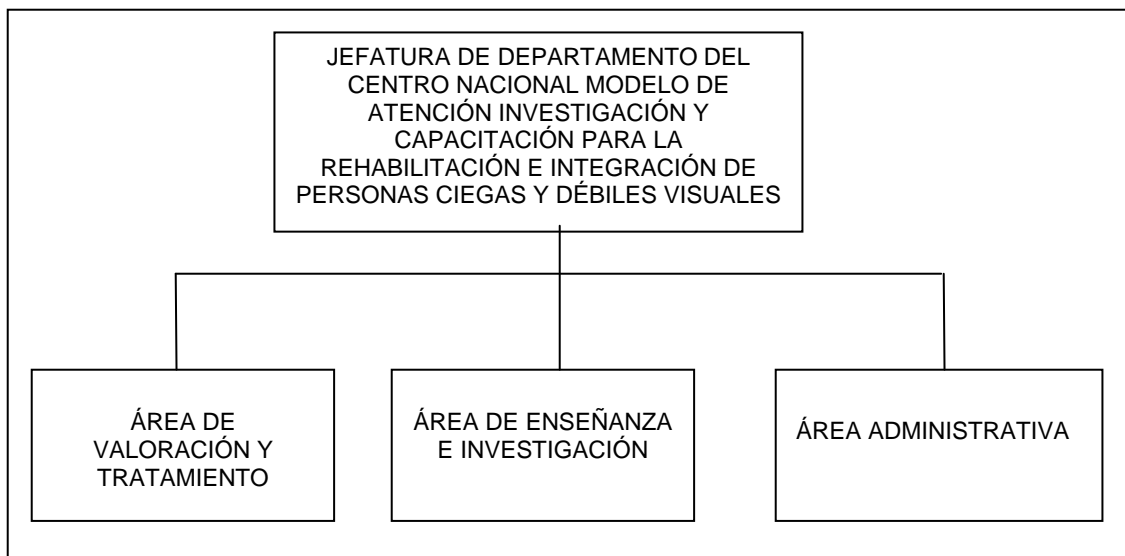 JEFATURA DE DEPARTAMENTO DEL
CENTRO NACIONAL MODELO DE
ATENCIÓN INVESTIGACIÓN Y
CAPACITACIÓN PARA LA
REHABILITACIÓN E INTEGRACIÓN DE
PERSONAS CIEGAS Y DÉBILES VISUALES
ÁREA DE
VALORACIÓN Y
TRATAMIENTO
ÁREA DE ENSEÑANZA
E INVESTIGACIÓN
ÁREA ADMINISTRATIVA